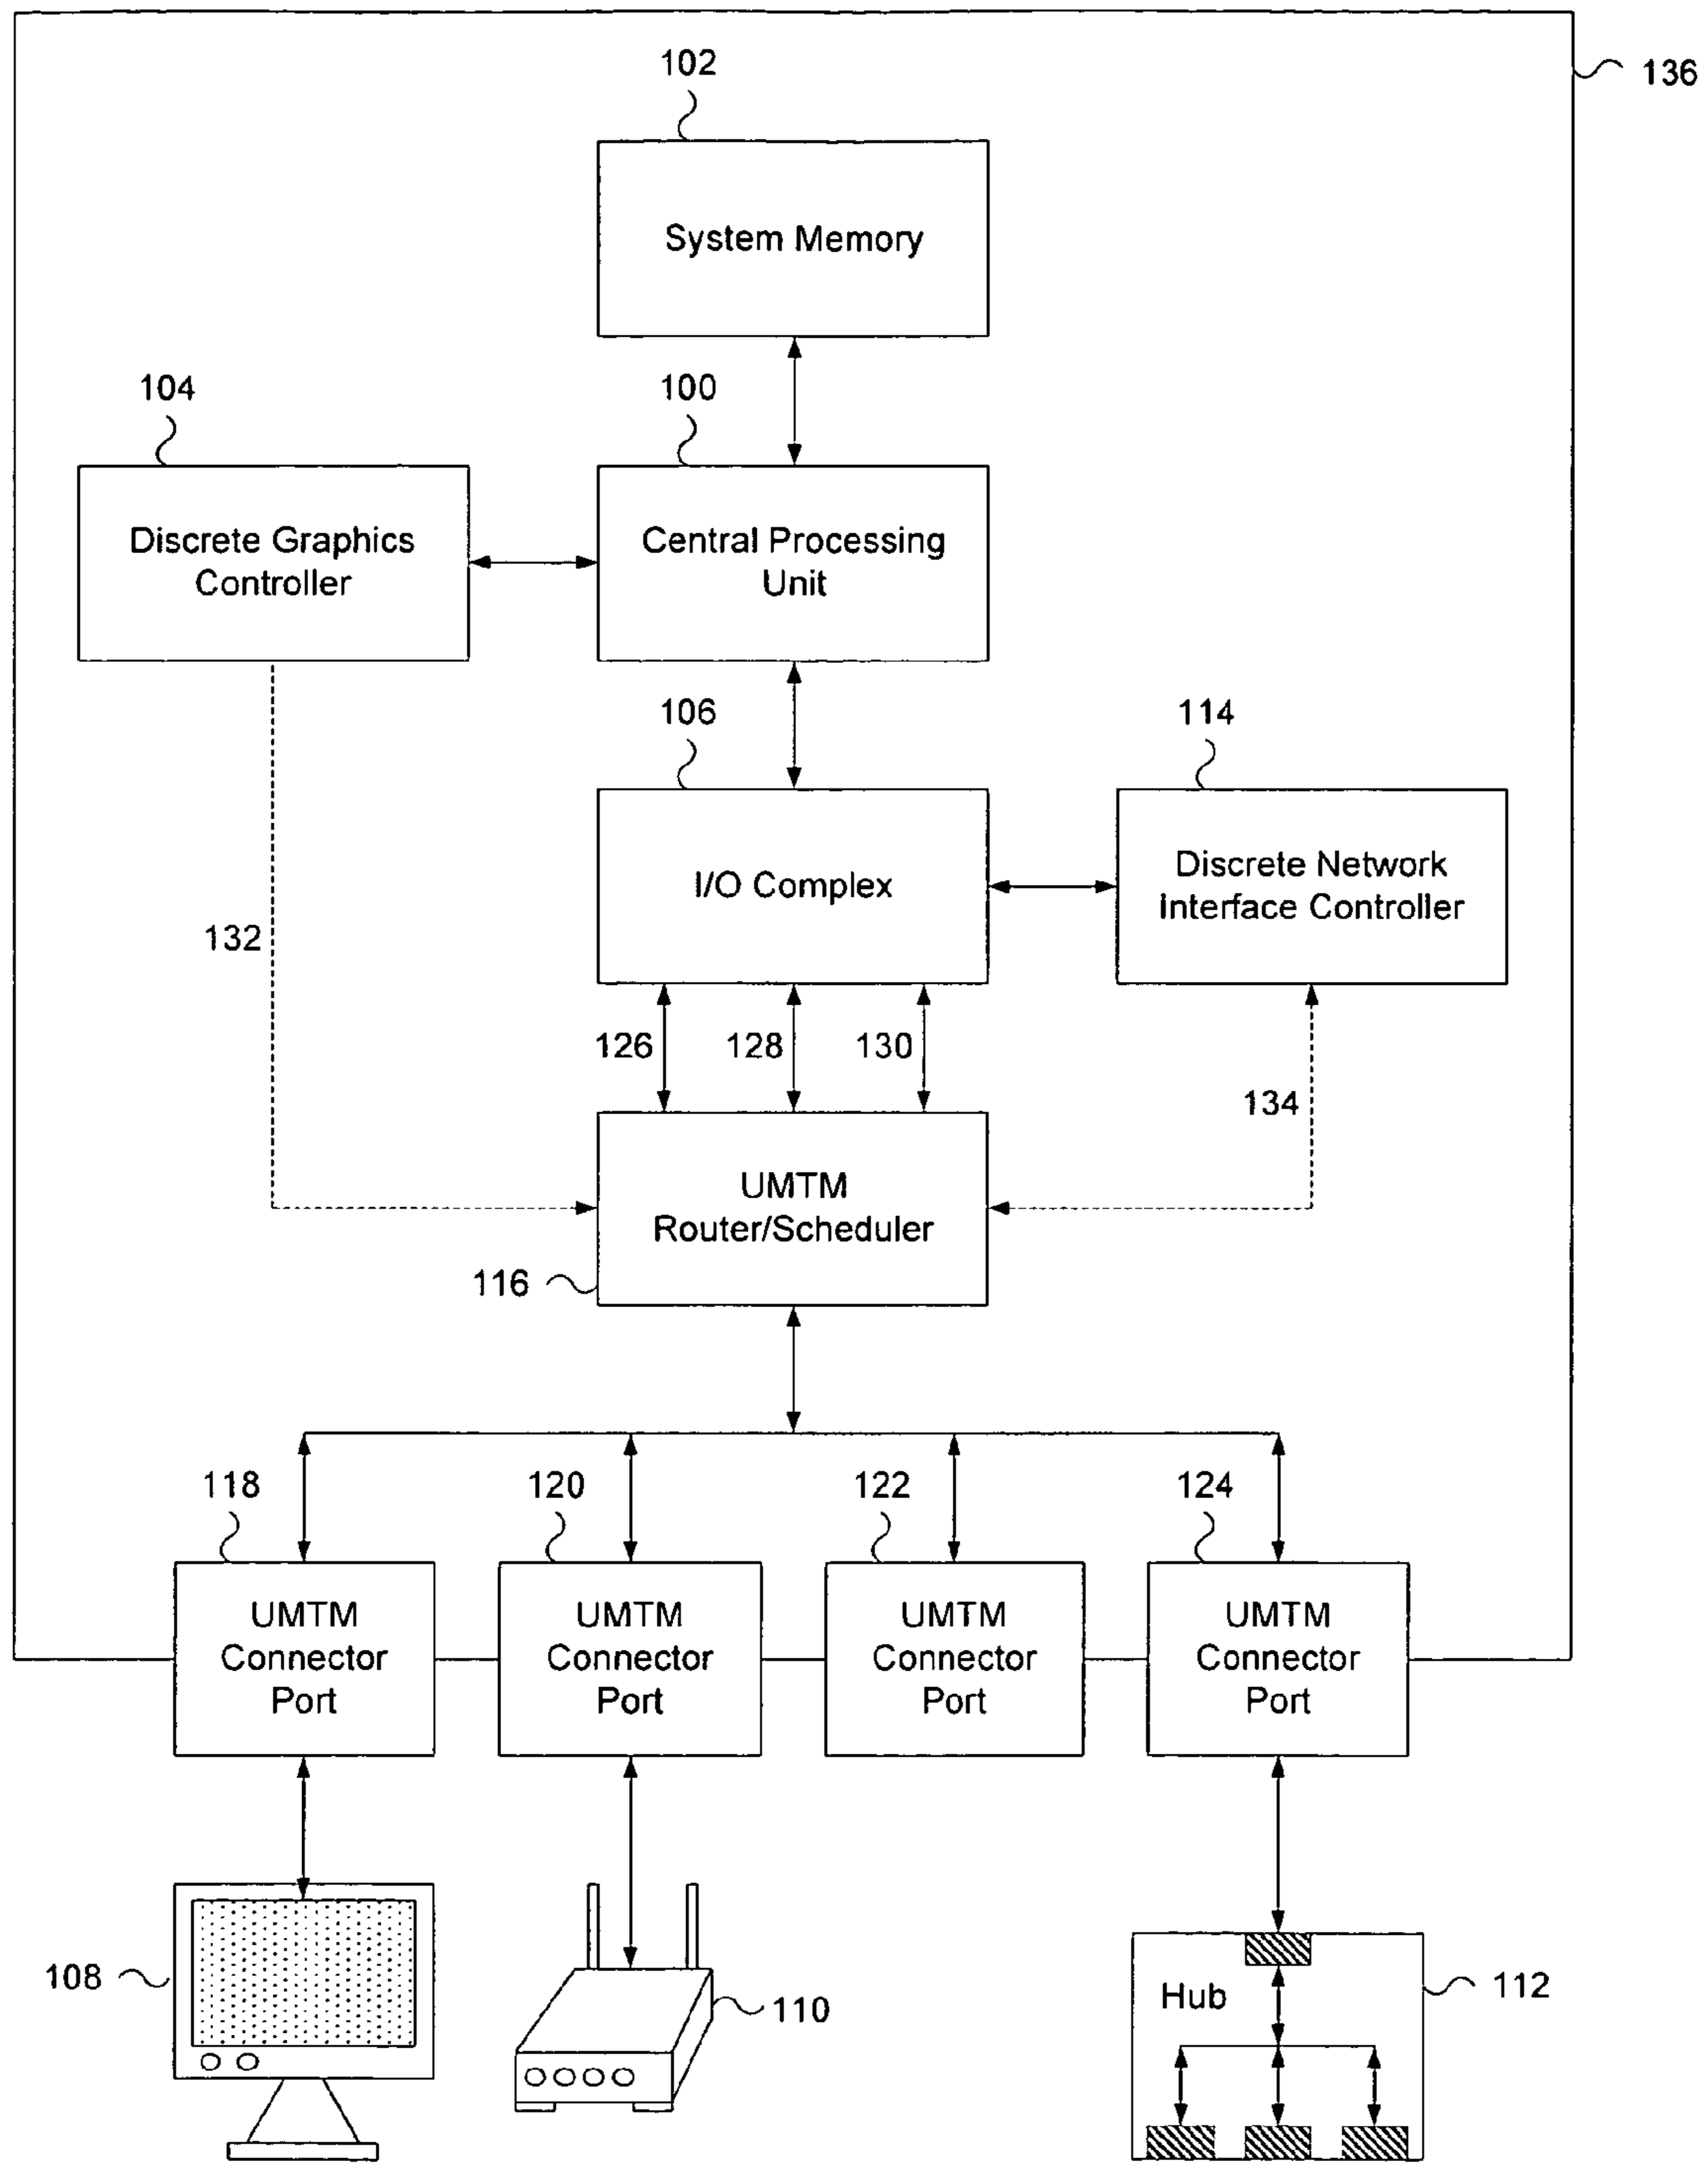 136
102
System Memory
104
100
Discrete Graphics
Controller
Central Processing
Unit
106
114
I/O Complex
Discrete Network
Interface Controller
132
126
128
130
134
UMTM
Router/Scheduler
116
118
120
122
124
UMTM
Connector
Port
UMTM
Connector
Port
UMTM
Connector
Port
UMTM
Connector
Port
108
110
Hub
112